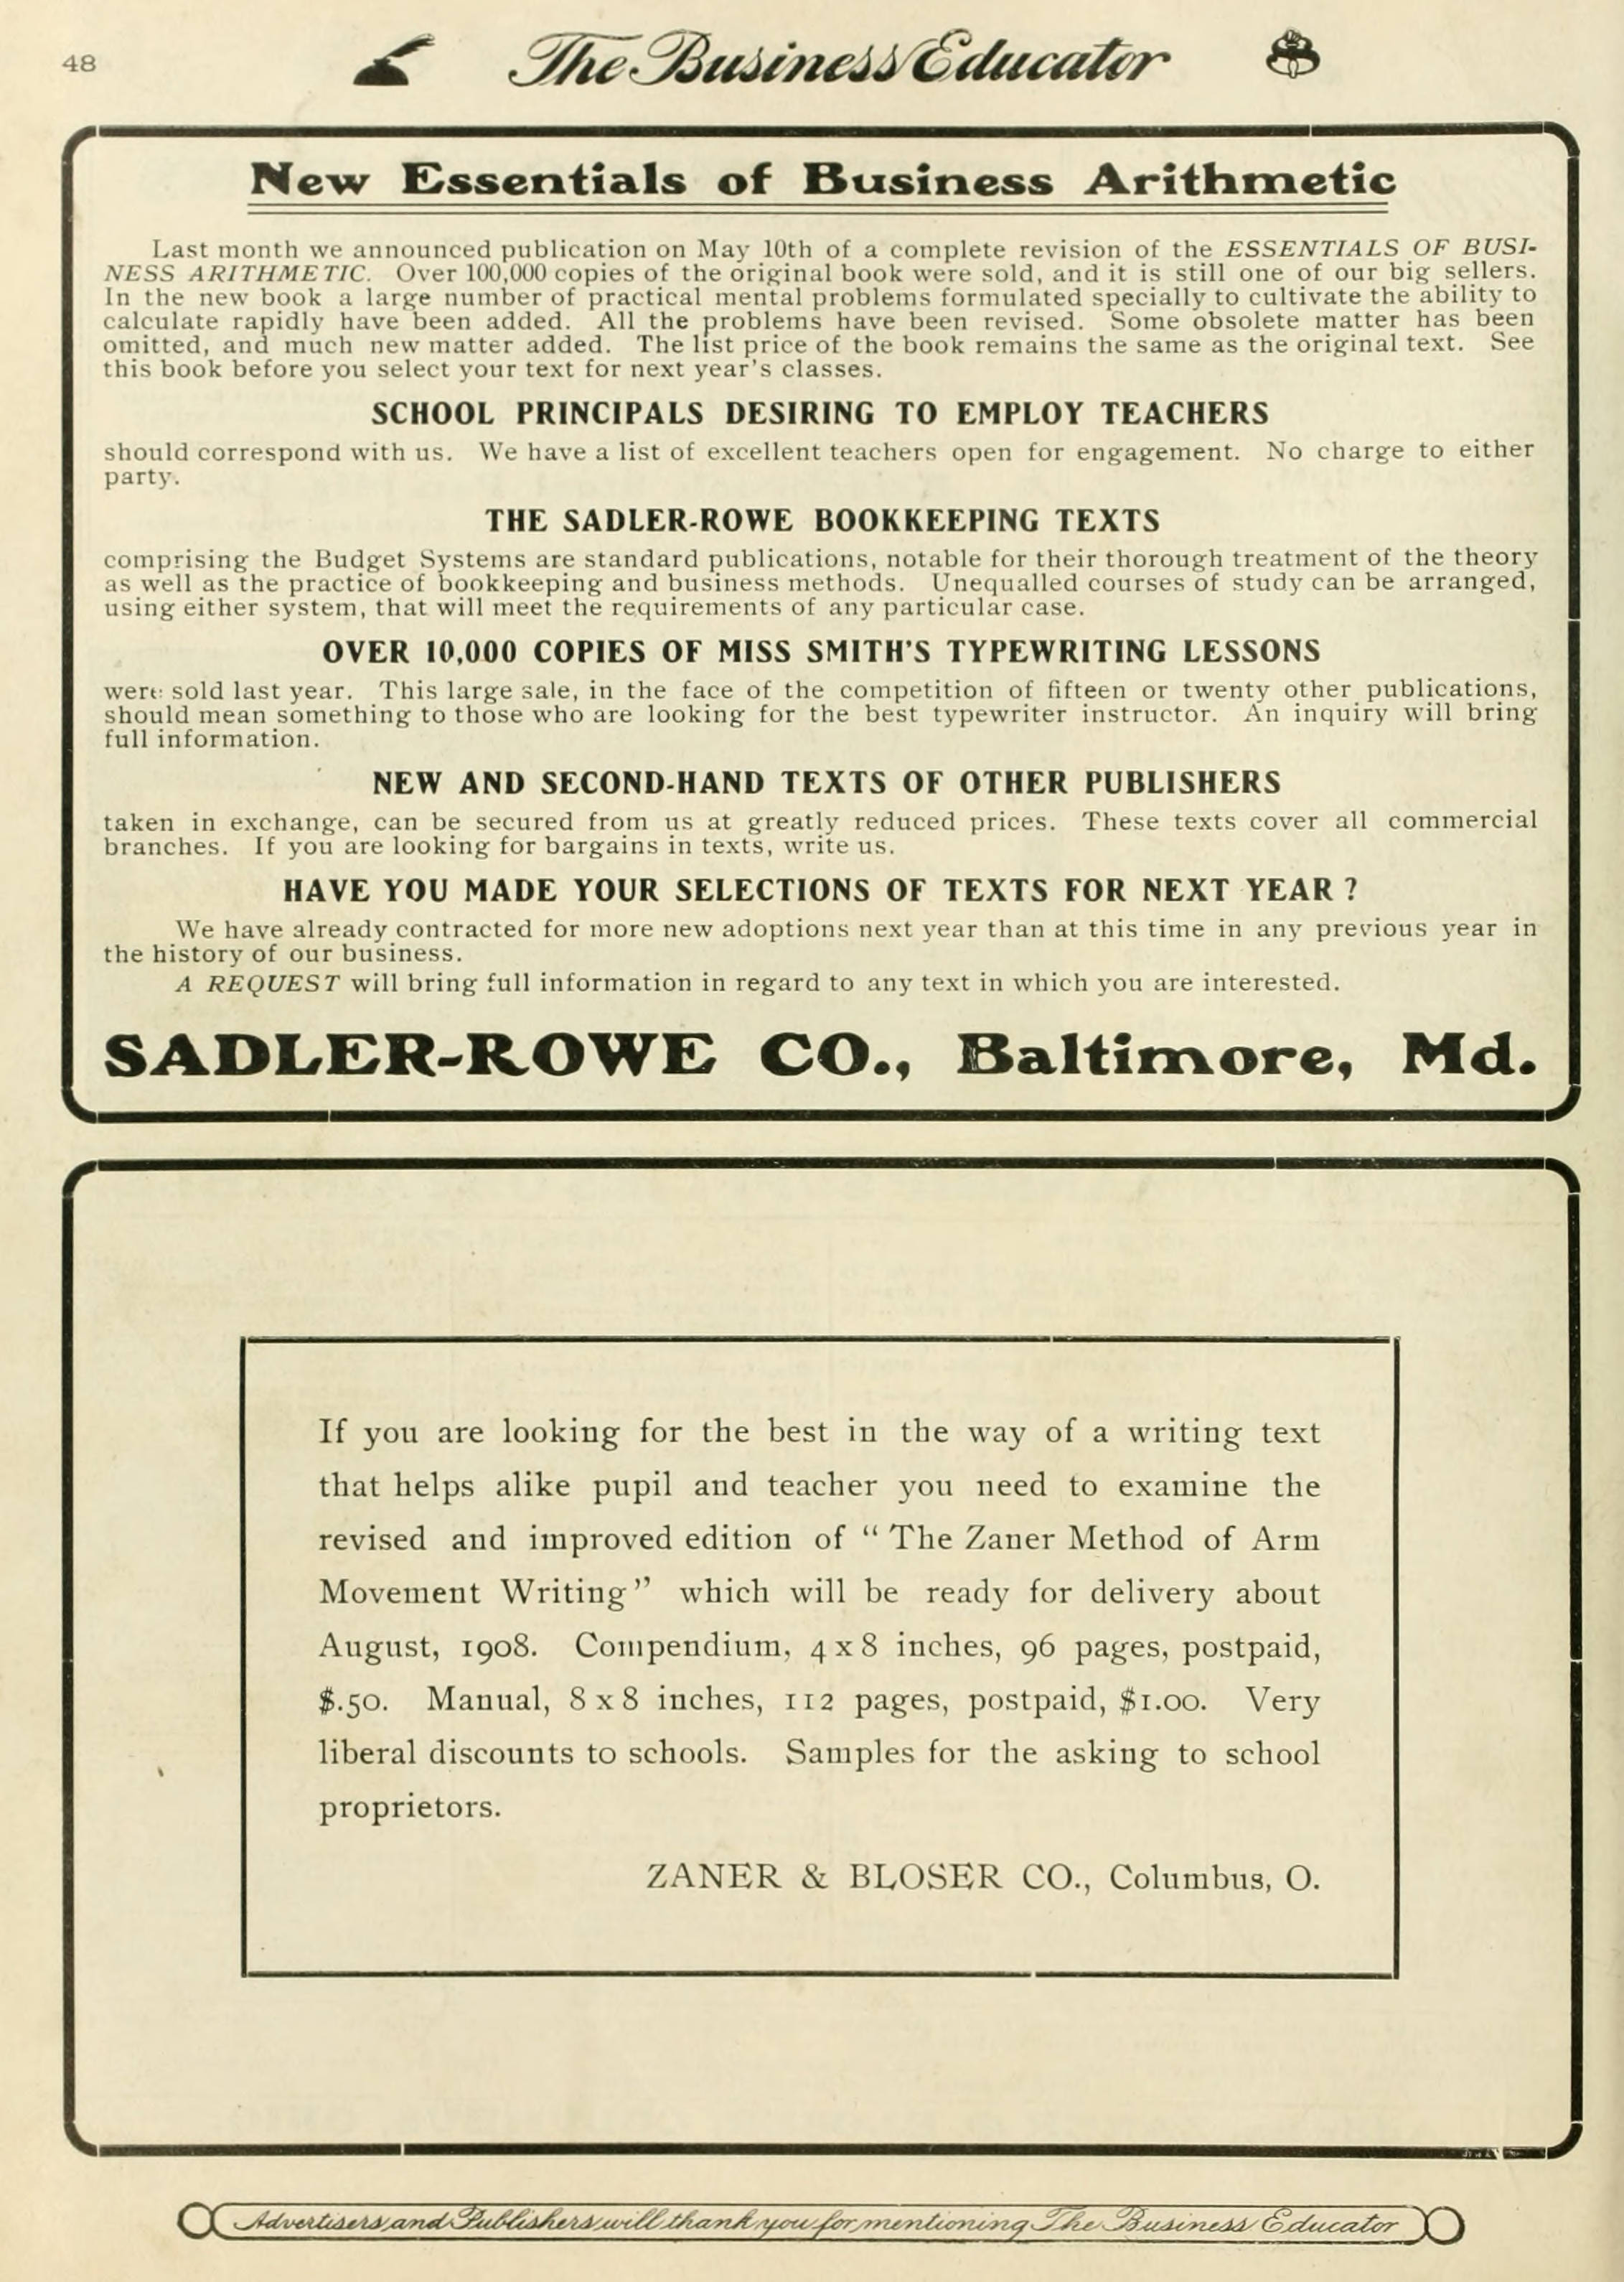 48
The Business Educator
New Essentials of Business Arithmetic
Last month we announced publication on May 10th of a complete revision of the ESSENTIALS OF BUSI-
NESS ARITHMETIC. Over 100,000 copies of the original book were sold, and it is still one of our big sellers.
In the new book a large number of practical mental problems formulated specially to cultivate the ability to
calculate rapidly have been added. All the problems have been revised. Some obsolete matter has been
omitted, and much new matter added. The list price of the book remains the same as the original text. See
this book before you select your text for next year's classes.
SCHOOL PRINCIPALS DESIRING TO EMPLOY TEACHERS
should correspond with us. We have a list of excellent teachers open for engagement. No charge to either
party.
THE SADLER-ROWE BOOKKEEPING TEXTS
comprising the Budget Systems are standard publications, notable for their thorough treatment of the theory
as well as the practice of bookkeeping and business methods. Unequalled courses of study can be arranged,
using either system, that will meet the requirements of any particular case.
OVER 10,000 COPIES OF MISS SMITH'S TYPEWRITING LESSONS
were sold last year. This large sale, in the face of the competition of fifteen or twenty other publications,
should mean something to those who are looking for the best typewriter instructor. An inquiry will bring
full information.
NEW AND SECOND-HAND TEXTS OF OTHER PUBLISHERS
taken in exchange, can be secured from us at greatly reduced prices. These texts cover all commercial
branches. If you are looking for bargains in texts, write us.
HAVE YOU MADE YOUR SELECTIONS OF TEXTS FOR NEXT YEAR ?
We have already contracted for more new adoptions next year than at this time in any previous year in
the history of our business.
A REQUEST will bring full information in regard to any text in which you are interested.
SADLER-ROWE CO., Baltimore, Md.
If you are looking for the best in the way of a writing text
that helps alike pupil and teacher you need to examine the
revised and improved edition of " The Zaner Method of Arm
Movement Writing" which will be ready for delivery about
August, 1908. Compendium, 4 x 8 inches, 96 pages, postpaid,
$.50. Manual, 8 x 8 inches, 112 pages, postpaid, $1.00. Very
liberal discounts to schools. Samples for the asking to school
proprietors.
ZANER & BLOSER CO., Columbus, O.
Advertisers and Publishers will thank you for mentioning The Business Educator